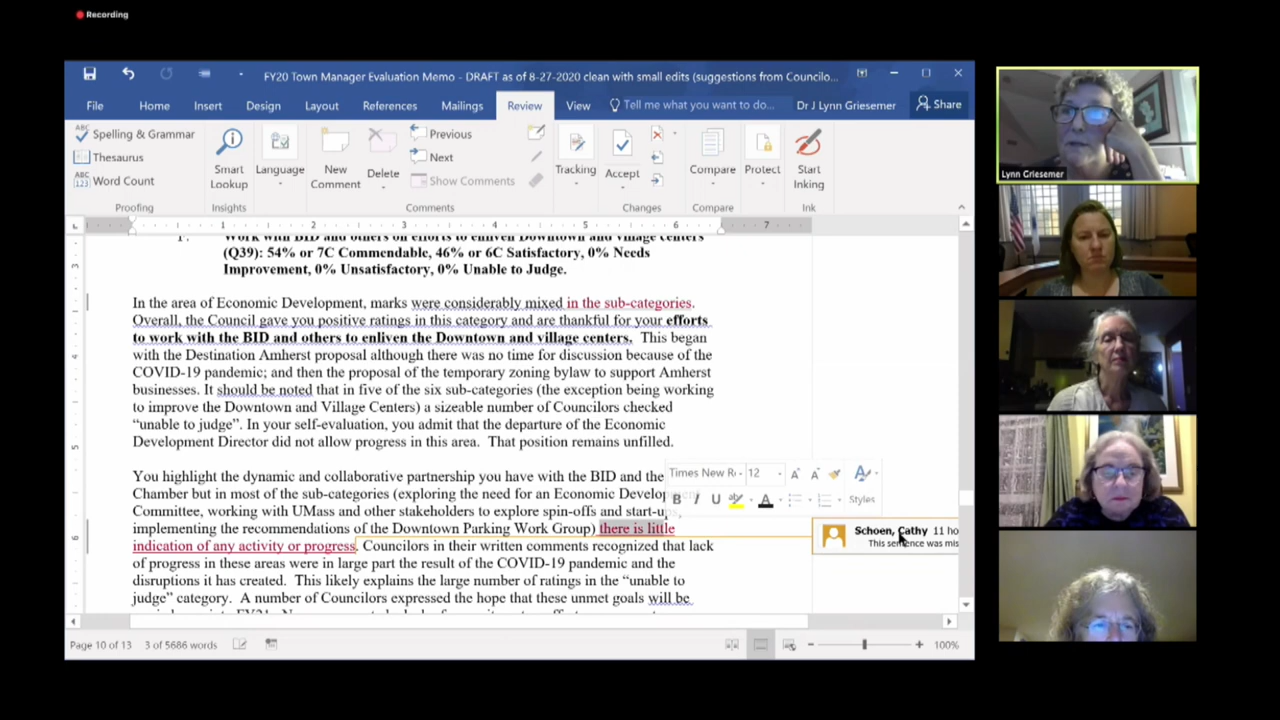 Recording
FY20 Town Manager Evaluation Memo - DRAFT as of 8-27-2020 clean with small edits (suggestions from Councilo...
File Home Insert Design Layout References Mailings Review View Tell me what you want to do... Dr J Lynn Griesemer Share
ABC Spelling & Grammar
Thesaurus
ABC 123 Word Count
Proofing
Smart Lookup
Insights
Language
New Comment
Delete
Previous
Next
Show Comments
Comments
Tracking
Accept
Changes
Compare
Compare
Protect
Start Inking
Ink
1 2 3 4 5 6 7
Work with BID and others on efforts to enliven Downtown and village centers
(Q39): 54% or 7C Commendable, 46% or 6C Satisfactory, 0% Needs
Improvement, 0% Unsatisfactory, 0% Unable to Judge.
In the area of Economic Development, marks were considerably mixed in the sub-categories.
Overall, the Council gave you positive ratings in this category and are thankful for your efforts
to work with the BID and others to enliven the Downtown and village centers. This began
with the Destination Amherst proposal although there was no time for discussion because of the
COVID-19 pandemic; and then the proposal of the temporary zoning bylaw to support Amherst
businesses. It should be noted that in five of the six sub-categories (the exception being working
to improve the Downtown and Village Centers) a sizeable number of Councilors checked
“unable to judge”. In your self-evaluation, you admit that the departure of the Economic
Development Director did not allow progress in this area. That position remains unfilled.
You highlight the dynamic and collaborative partnership you have with the BID and the
Chamber but in most of the sub-categories (exploring the need for an Economic Develop
Committee, working with UMass and other stakeholders to explore spin-offs and start-u
implementing the recommendations of the Downtown Parking Work Group) there is little
indication of any activity or progress. Councilors in their written comments recognized that lack
of progress in these areas were in large part the result of the COVID-19 pandemic and the
disruptions it has created. This likely explains the large number of ratings in the “unable to
judge” category. A number of Councilors expressed the hope that these unmet goals will be
Times New R 12 A A
B I U ab A Styles
Schoen, Cathy 11 ho
This sentence was mis
Page 10 of 13 3 of 5686 words 100%
Lynn Griesemer